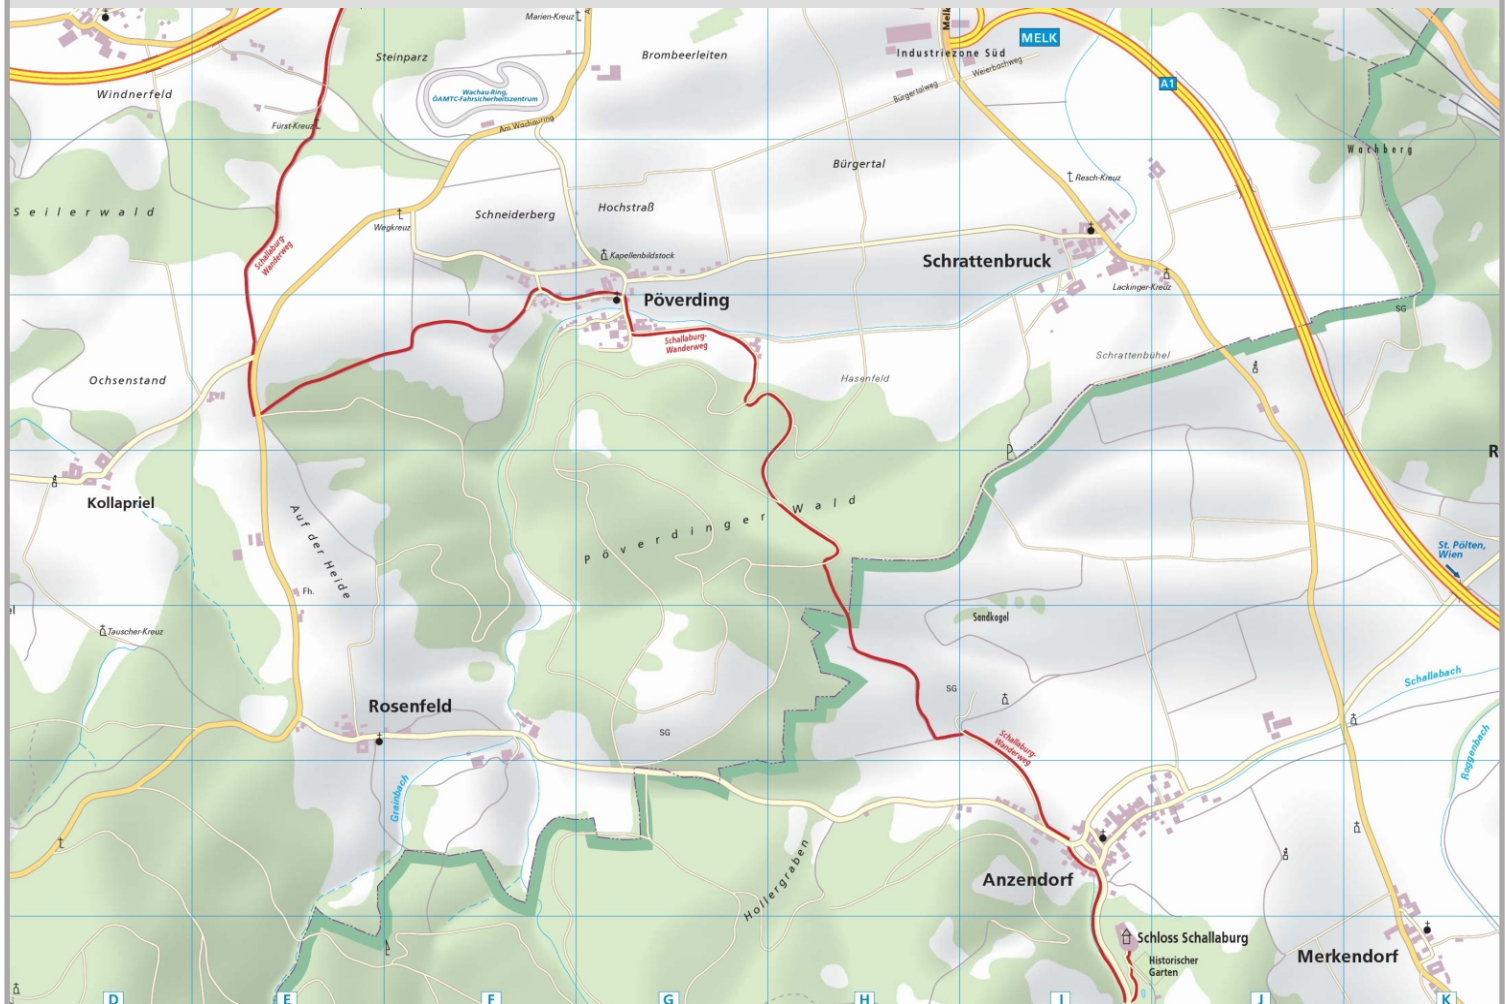 Marien-Kreuz
Melk
MELK
Steinparz
Brombeerleiten
Industriezone Süd
Weierbachweg
Wachau-Ring,
ÖAMTC-Fahrsicherheitszentrum
Bürgertalweg
A1
Windnerfeld
Fürst-Kreuz
Am Wachauring
Wachberg
Bürgertal
Resch-Kreuz
Seilerwald
Schneiderberg
Hochstraß
Wegkreuz
Schallaburg-
Wanderweg
Kapellenbildstock
Schrattenbruck
Lackinger-Kreuz
Pöverding
SG
Schallaburg-
Wanderweg
Schrattenbühel
Ochsenstand
Hasenfeld
R
Kollapriel
Auf der Heide
Pöverdinger Wald
St. Pölten,
Wien
Fh.
el
Sandkogel
Tauscher-Kreuz
Schallabach
SG
Rosenfeld
SG
Schallaburg-
Wanderweg
Roggenbach
Grainbach
Hollergraben
Anzendorf
Schloss Schallaburg
Historischer
Garten
Merkendorf
D E F G H I J K